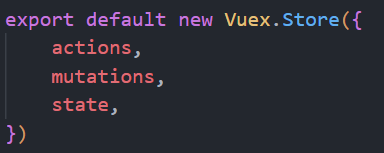 export default new Vuex.Store({
    actions,
    mutations,
    state,
})